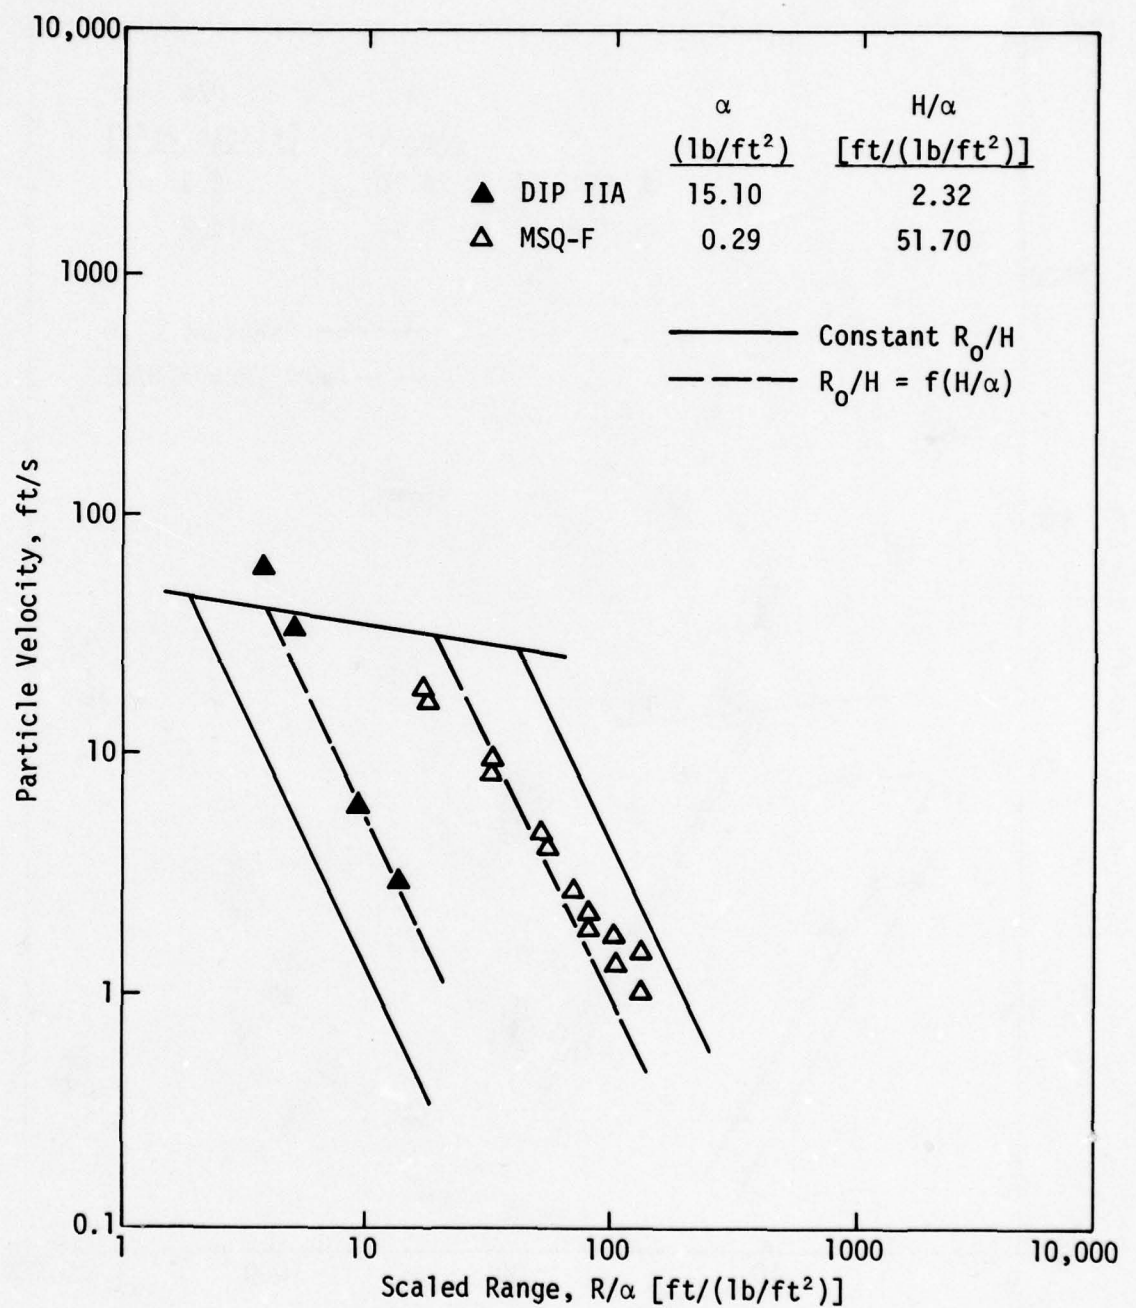 10,000
1000
100
10
1
0.1
Particle Velocity, ft/s
α H/α
(lb/ft²) [ft/(lb/ft²)]
▲ DIP IIA 15.10 2.32
△ MSQ-F 0.29 51.70
Constant R₀/H
R₀/H = f(H/α)
1 10 100 1000 10,000
Scaled Range, R/α [ft/(lb/ft²)]